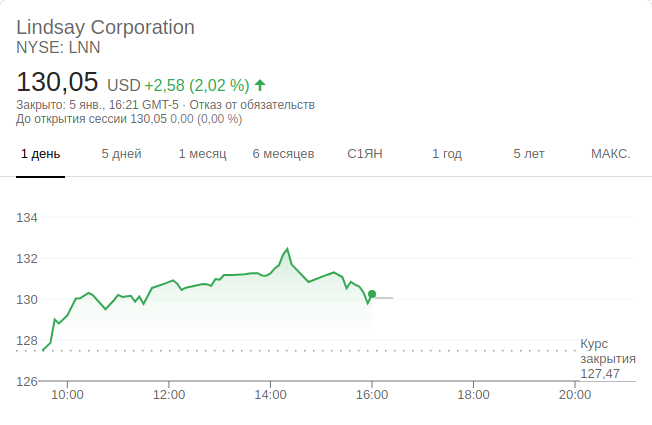 Lindsay Corporation
NYSE: LNN
130,05 USD +2,58 (2,02 %)
Закрыто: 5 янв., 16:21 GMT-5 · Отказ от обязательств
До открытия сессии 130,05 0,00 (0,00 %)
1 день 5 дней 1 месяц 6 месяцев С1ЯН 1 год 5 лет МАКС.
134
132
130
128
Курс
закрытия
127,47
126
10:00 12:00 14:00 16:00 18:00 20:00